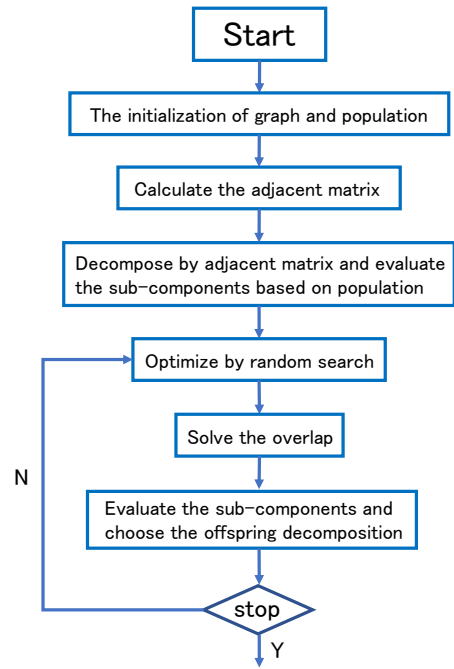 Start
The initialization of graph and population
Calculate the adjacent matrix
Decompose by adjacent matrix and evaluate
the sub-components based on population
Optimize by random search
Solve the overlap
N
Evaluate the sub-components and
choose the offspring decomposition
stop
Y